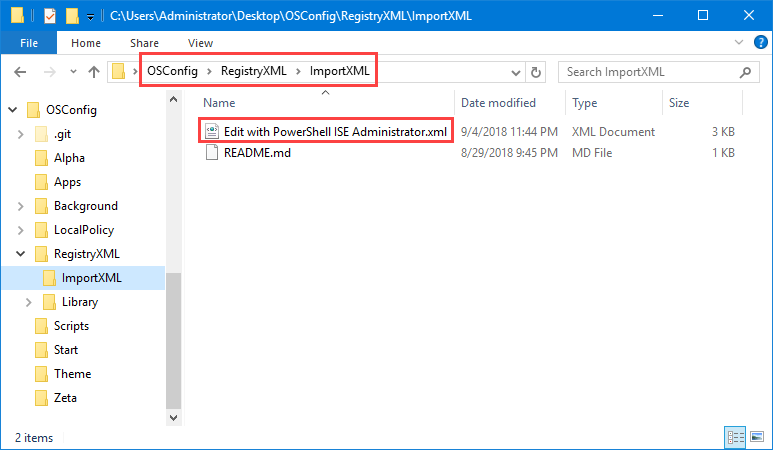 C:\Users\Administrator\Desktop\OSConfig\RegistryXML\ImportXML
File Home Share View
OSConfig RegistryXML ImportXML Search ImportXML
Name Date modified Type Size
Edit with PowerShell ISE Administrator.xml 9/4/2018 11:44 PM XML Document 3 KB
README.md 8/29/2018 9:45 PM MD File 1 KB
OSConfig
.git
Alpha
Apps
Background
LocalPolicy
RegistryXML
ImportXML
Library
Scripts
Start
Theme
Zeta
2 items